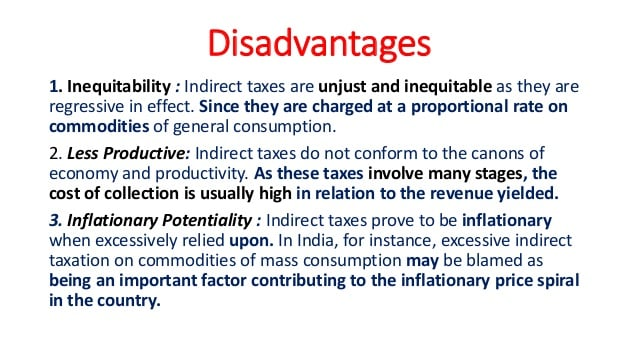 Disadvantages
1. Inequitability : Indirect taxes are unjust and inequitable as they are
regressive in effect. Since they are charged at a proportional rate on
commodities of general consumption.
2. Less Productive: Indirect taxes do not conform to the canons of
economy and productivity. As these taxes involve many stages, the
cost of collection is usually high in relation to the revenue yielded.
3. Inflationary Potentiality : Indirect taxes prove to be inflationary
when excessively relied upon. In India, for instance, excessive indirect
taxation on commodities of mass consumption may be blamed as
being an important factor contributing to the inflationary price spiral
in the country.